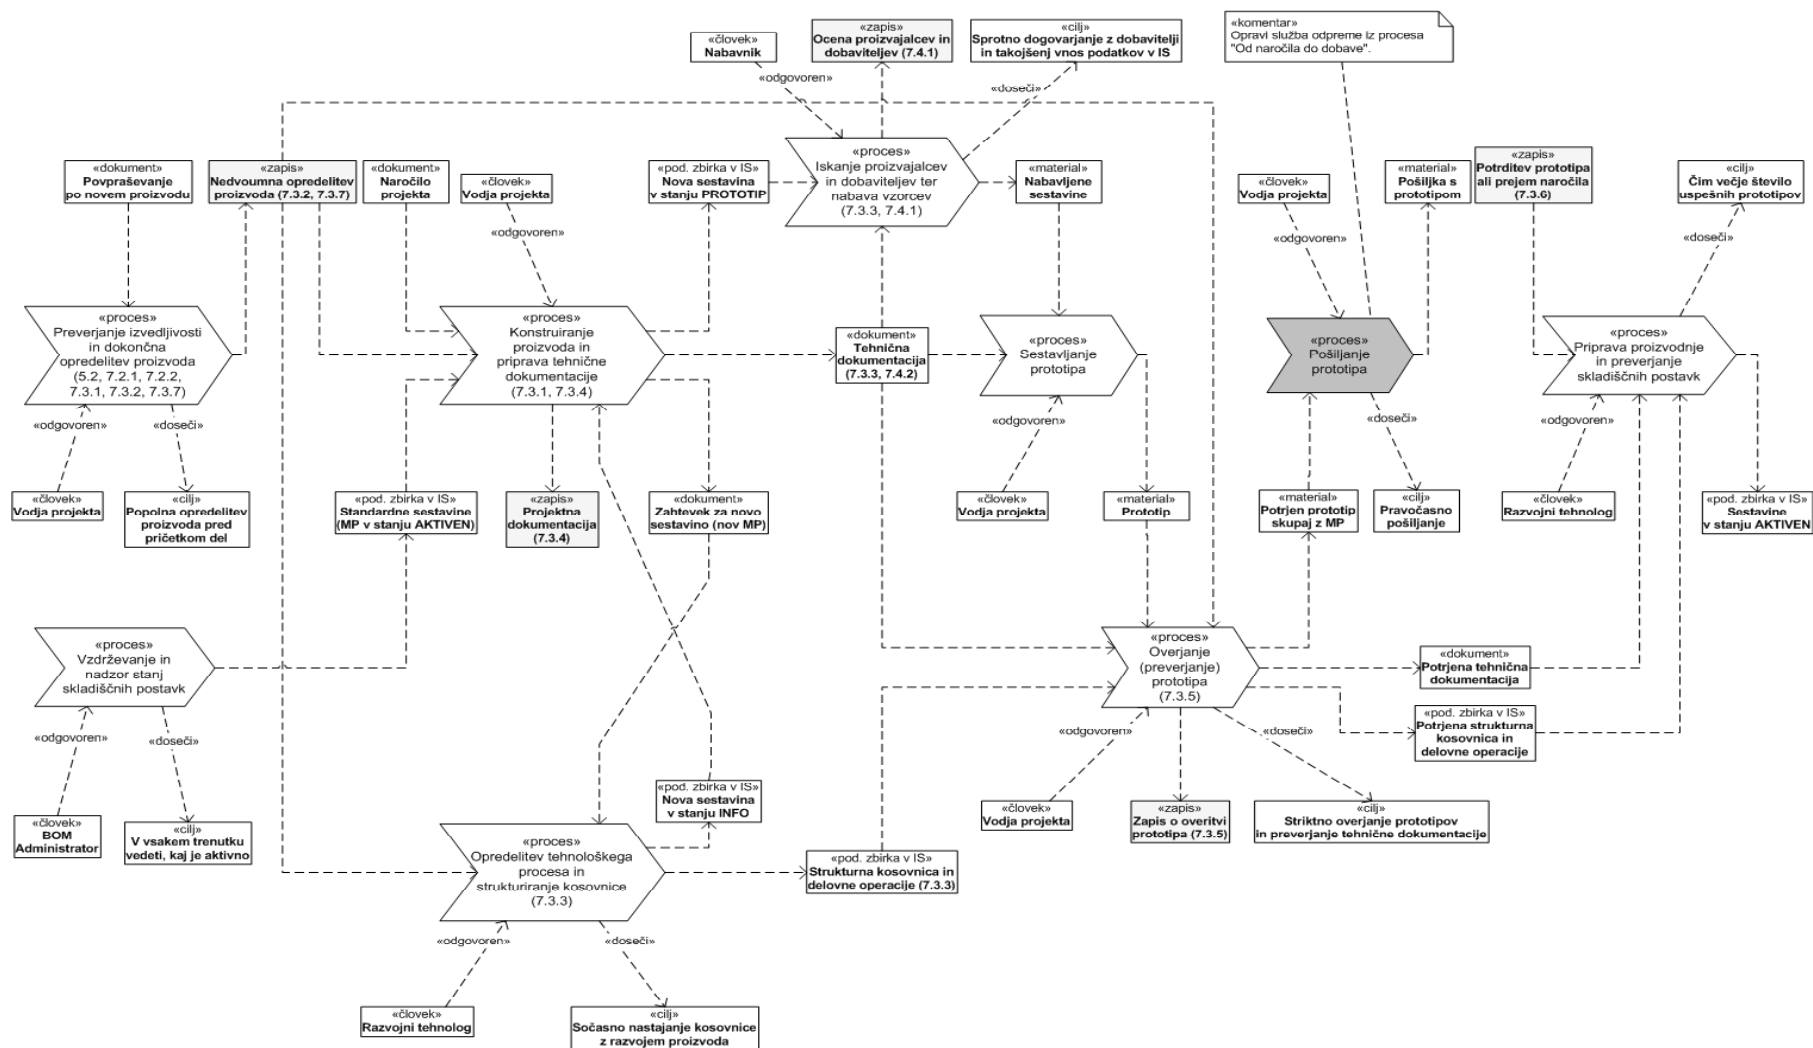 «komentar»
Opravi služba odpreme iz procesa
"Od naročila do dobave".
«človek»
Nabavnik
«zapis»
Ocena proizvajalcev in
dobaviteljev (7.4.1)
«cilj»
Sprotno dogovarjanje z dobavitelji
in takojšenj vnos podatkov v IS
«odgovoren»
«doseči»
«dokument»
Povpraševanje
po novem proizvodu
«zapis»
Nedvoumna opredelitev
proizvoda (7.3.2, 7.3.7)
«dokument»
Naročilo
projekta
«človek»
Vodja projekta
«pod. zbirka v IS»
Nova sestavina
v stanju PROTOTIP
«proces»
Iskanje proizvajalcev
in dobaviteljev ter
nabava vzorcev
(7.3.3, 7.4.1)
«material»
Nabavljene
sestavine
«človek»
Vodja projekta
«material»
Pošiljka s
prototipom
«zapis»
Potrditev prototipa
ali prejem naročila
(7.3.6)
«cilj»
Čim večje število
uspešnih prototipov
«odgovoren»
«odgovoren»
«doseči»
«proces»
Preverjanje izvedljivosti
in dokončna
opredelitev proizvoda
(5.2, 7.2.1, 7.2.2,
7.3.1, 7.3.2, 7.3.7)
«proces»
Konstruiranje
proizvoda in
priprava tehnične
dokumentacije
(7.3.1, 7.3.4)
«dokument»
Tehnična
dokumentacija
(7.3.3, 7.4.2)
«proces»
Sestavljanje
prototipa
«proces»
Pošiljanje
prototipa
«proces»
Priprava proizvodnje
in preverjanje
skladiščnih postavk
«odgovoren»
«doseči»
«odgovoren»
«doseči»
«odgovoren»
«človek»
Vodja projekta
«cilj»
Popolna opredelitev
proizvoda pred
pričetkom del
«pod. zbirka v IS»
Standardne sestavine
(MP v stanju AKTIVEN)
«zapis»
Projektna
dokumentacija
(7.3.4)
«dokument»
Zahtevek za novo
sestavino (nov MP)
«človek»
Vodja projekta
«material»
Prototip
«material»
Potrjen prototip
skupaj z MP
«cilj»
Pravočasno
pošiljanje
«človek»
Razvojni tehnolog
«pod. zbirka v IS»
Sestavine
v stanju AKTIVEN
«proces»
Vzdrževanje in
nadzor stanj
skladiščnih postavk
«proces»
Overjanje
(preverjanje)
prototipa
(7.3.5)
«dokument»
Potrjena tehnična
dokumentacija
«pod. zbirka v IS»
Potrjena strukturna
kosovnica in
delovne operacije
«odgovoren»
«doseči»
«odgovoren»
«doseči»
«človek»
BOM
Administrator
«cilj»
V vsakem trenutku
vedeti, kaj je aktivno
«pod. zbirka v IS»
Nova sestavina
v stanju INFO
«človek»
Vodja projekta
«zapis»
Zapis o overitvi
prototipa (7.3.5)
«cilj»
Striktno overjanje prototipov
in preverjanje tehnične dokumentacije
«proces»
Opredelitev tehnološkega
procesa in
strukturiranje kosovnice
(7.3.3)
«pod. zbirka v IS»
Strukturna kosovnica in
delovne operacije (7.3.3)
«odgovoren»
«doseči»
«človek»
Razvojni tehnolog
«cilj»
Sočasno nastajanje kosovnice
z razvojem proizvoda